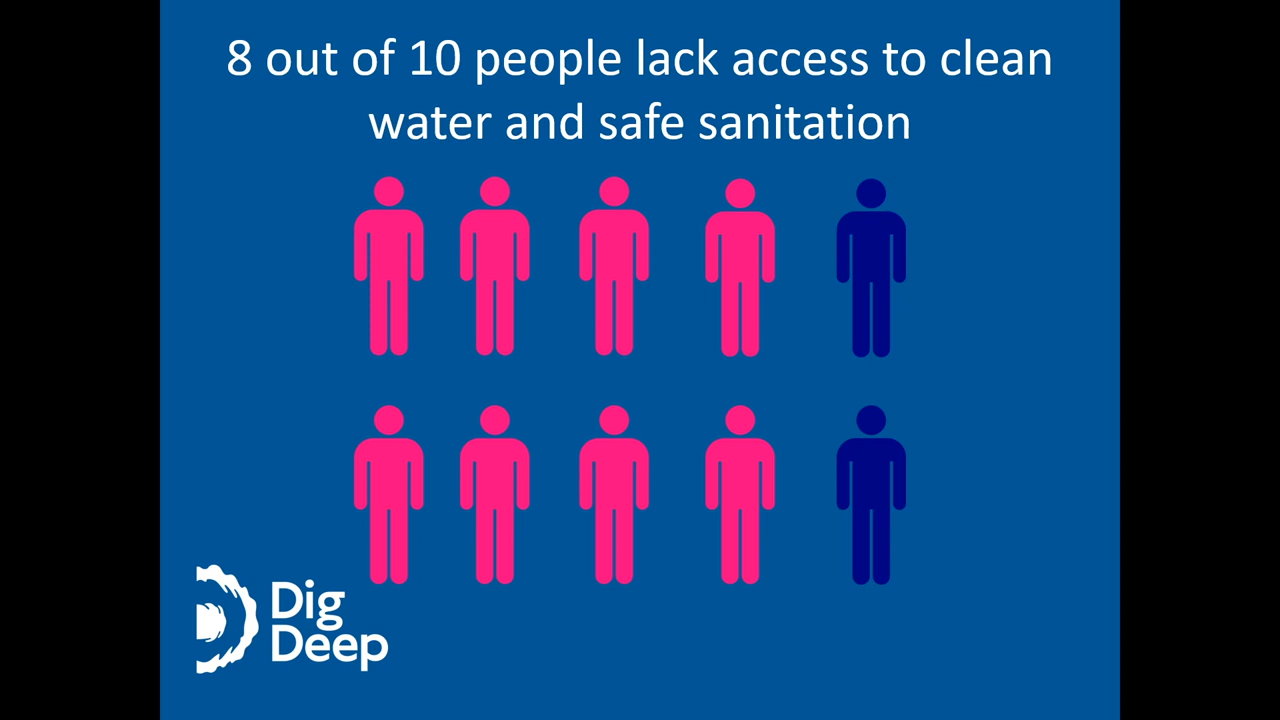 8 out of 10 people lack access to clean
water and safe sanitation
Dig
Deep